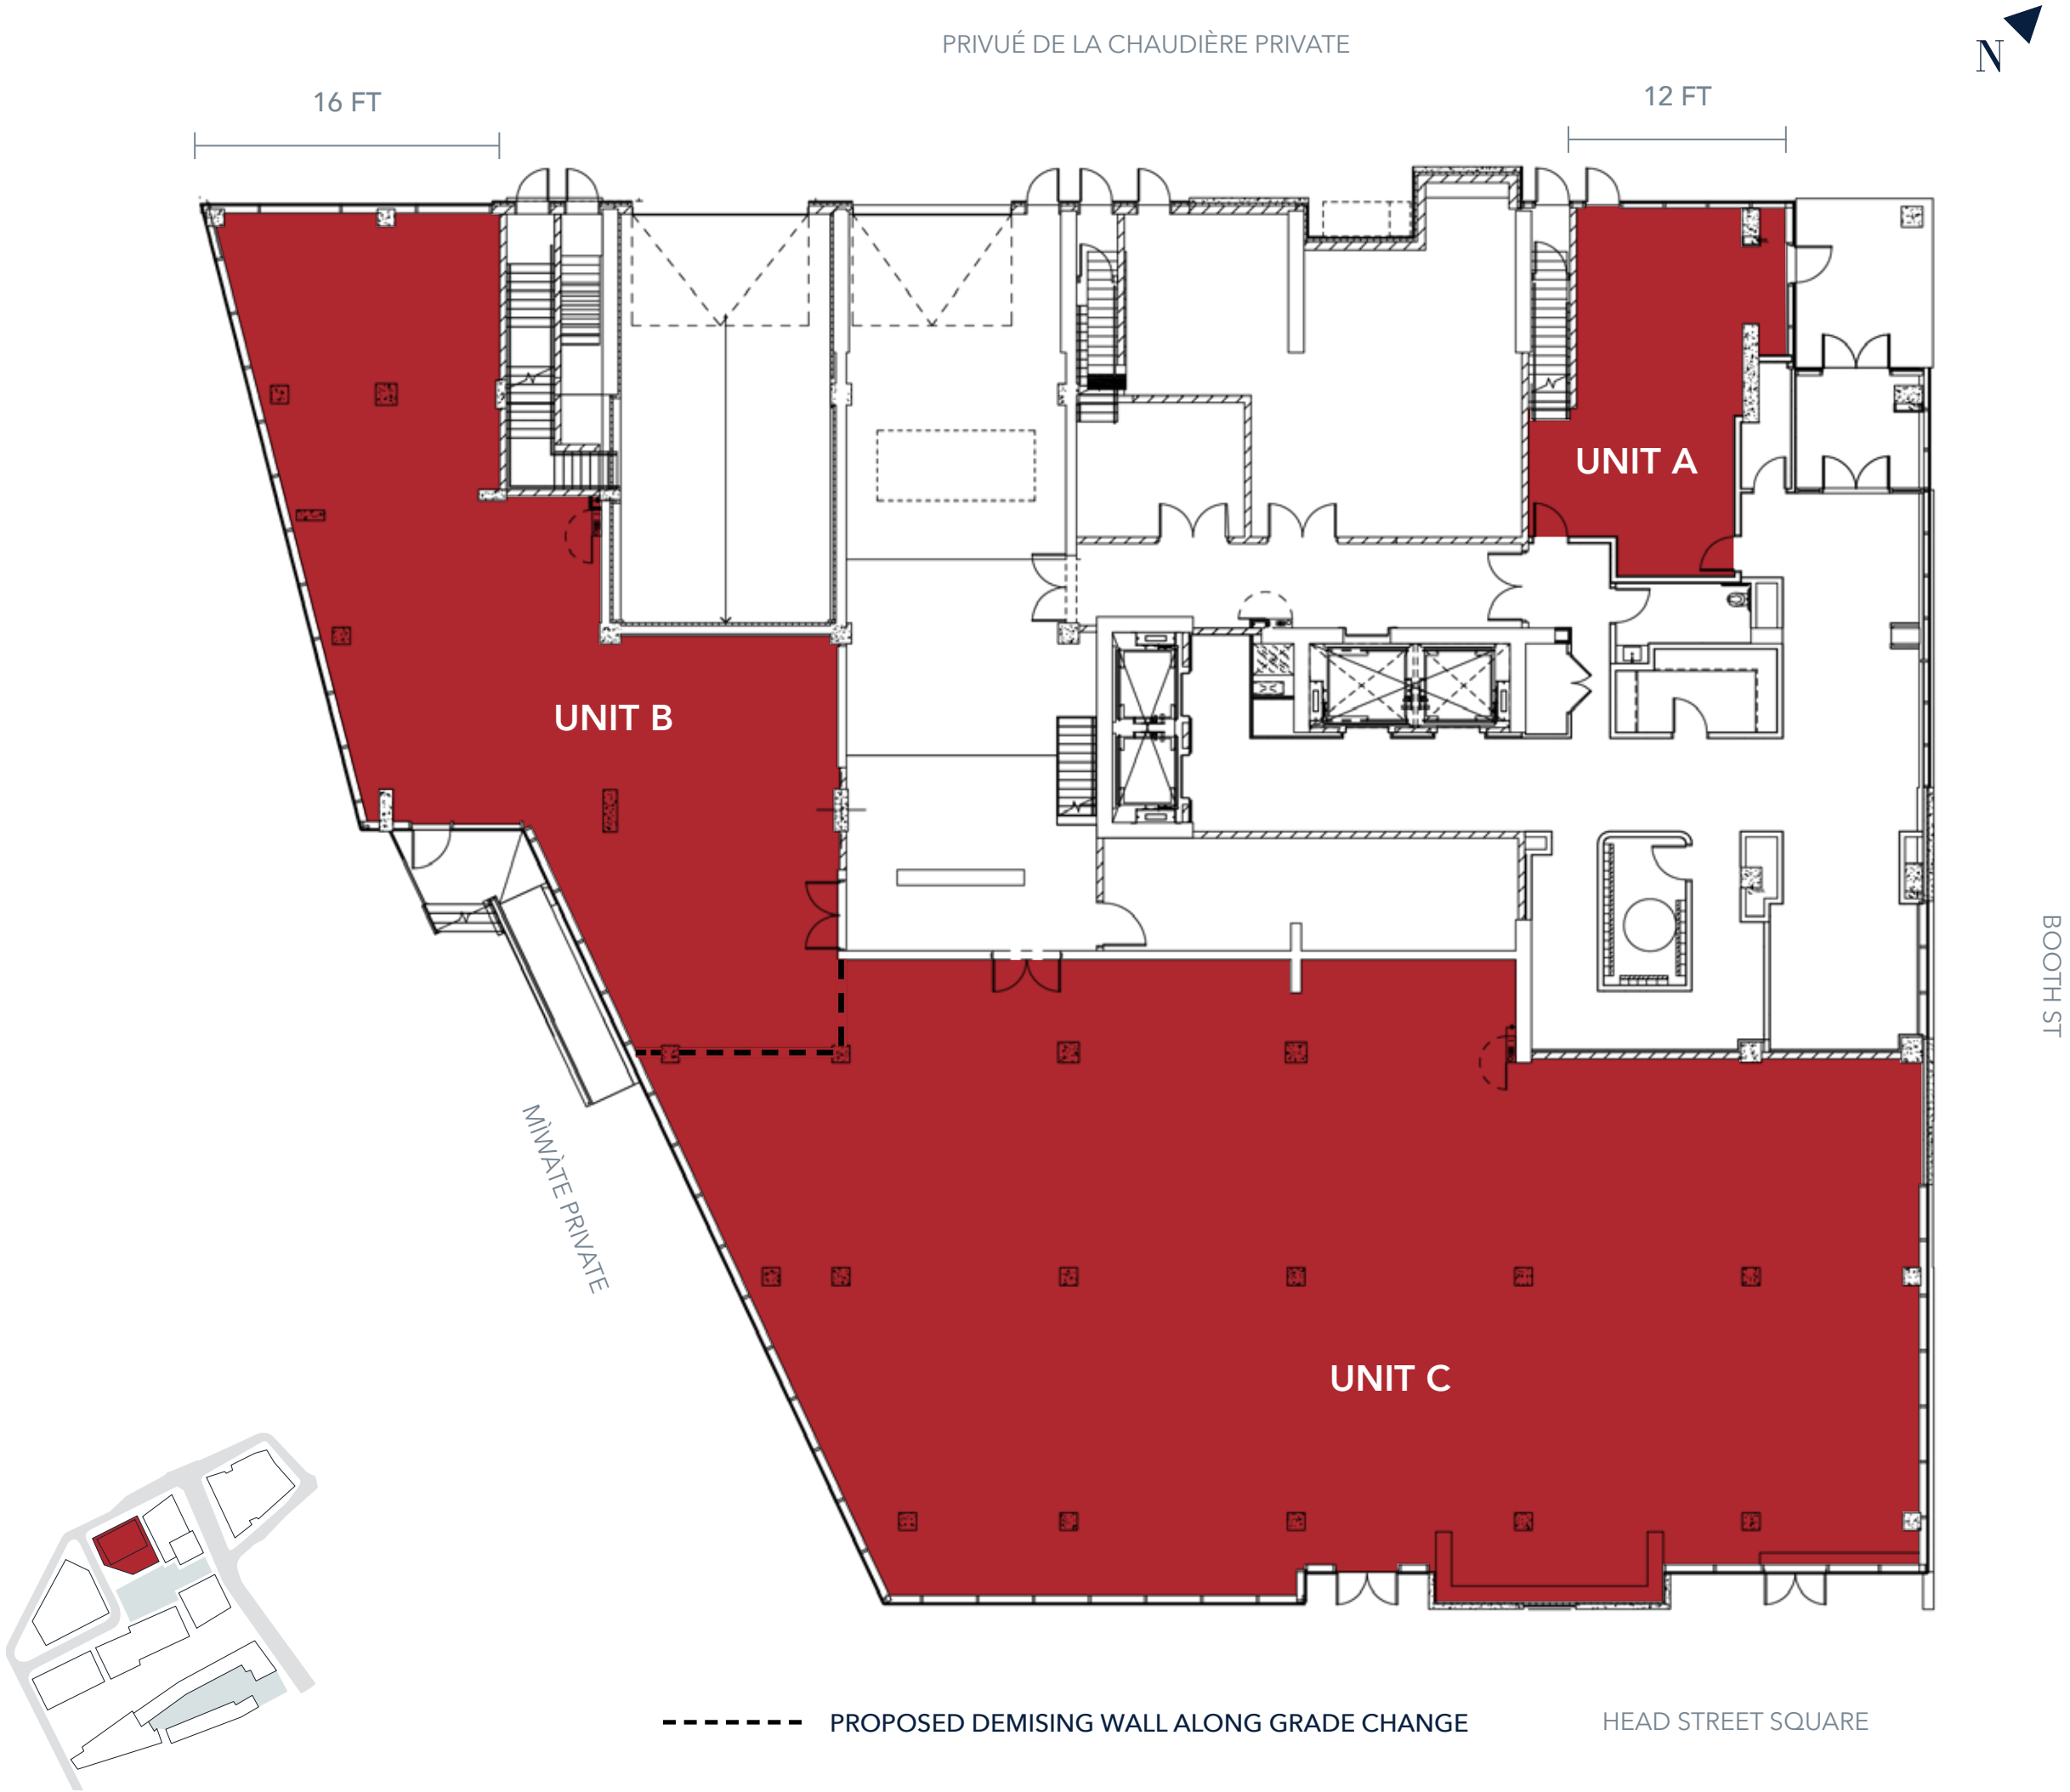 PRIVUÉ DE LA CHAUDIÈRE PRIVATE
N
16 FT
12 FT
UNIT A
UNIT B
BOOTH ST
MÌWÀTE PRIVATE
UNIT C
PROPOSED DEMISING WALL ALONG GRADE CHANGE
HEAD STREET SQUARE